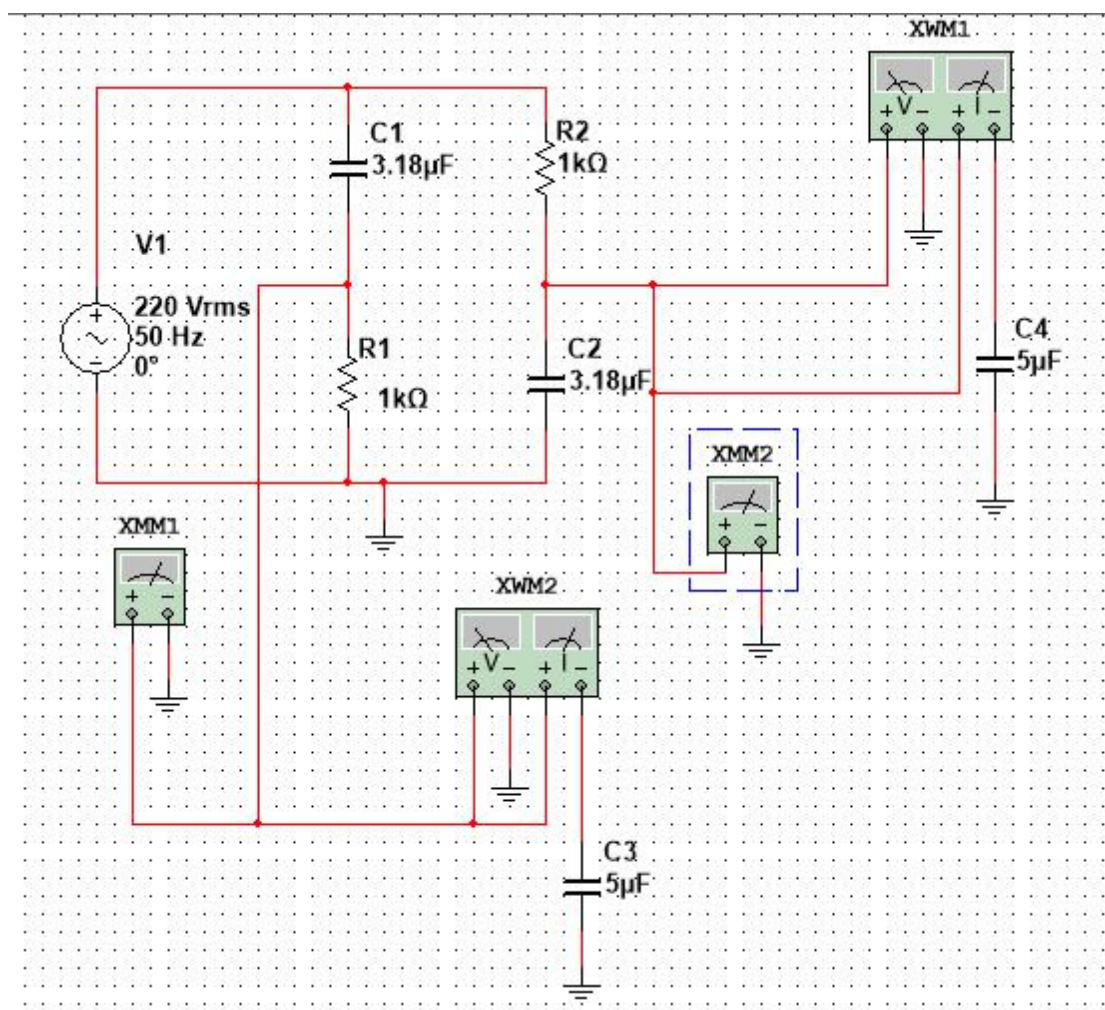 XWM1
V I
+ - + -
C1
3.18µF
R2
1kΩ
V1
+
-
220 Vrms
50 Hz
0°
R1
1kΩ
C2
3.18µF
C4
5µF
XMM2
+ -
XMM1
+ -
XWM2
V I
+ - + -
C3
5µF